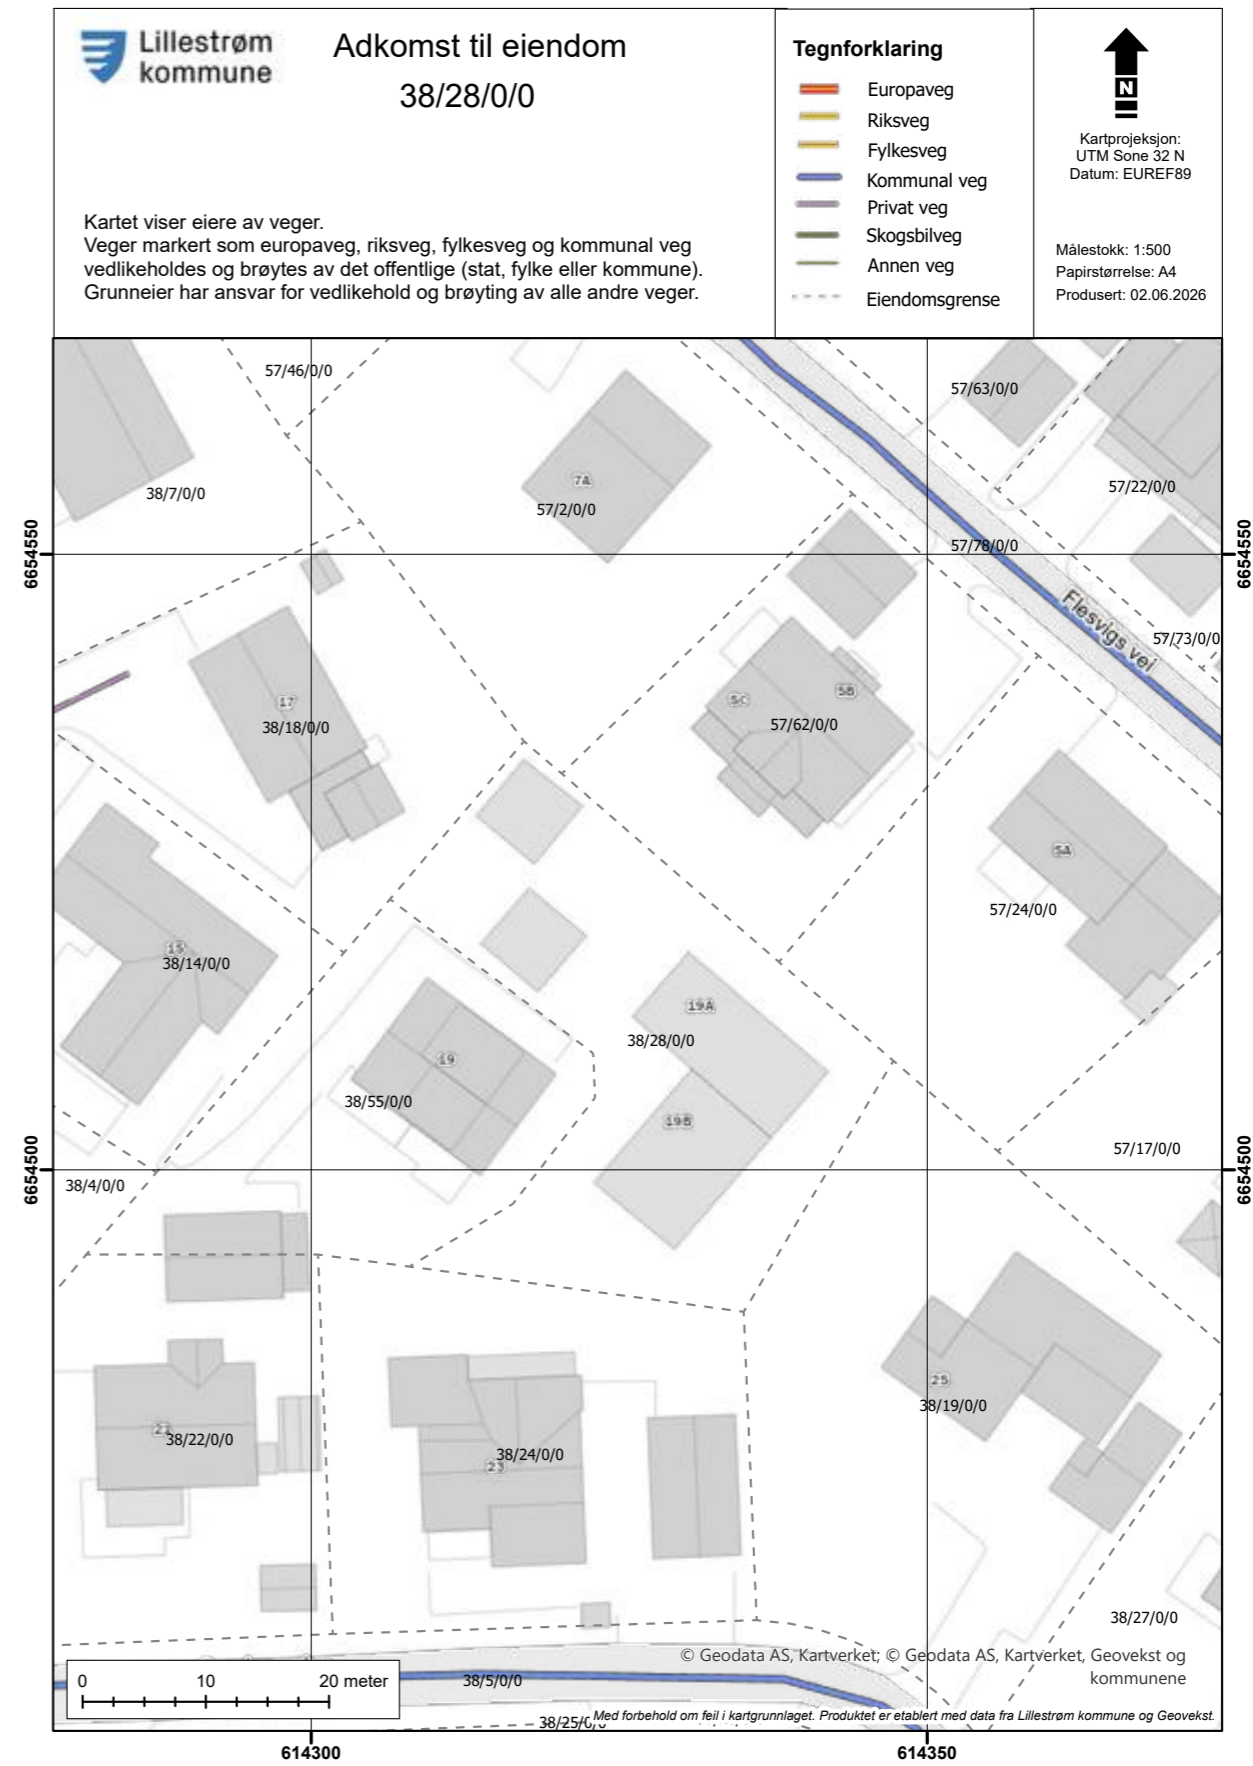 Lillestrøm
kommune
Adkomst til eiendom
38/28/0/0
Kartet viser eiere av veger.
Veger markert som europaveg, riksveg, fylkesveg og kommunal veg
vedlikeholdes og brøytes av det offentlige (stat, fylke eller kommune).
Grunneier har ansvar for vedlikehold og brøyting av alle andre veger.
Tegnforklaring
Europaveg
Riksveg
Fylkesveg
Kommunal veg
Privat veg
Skogsbilveg
Annen veg
Eiendomsgrense
N
Kartprojeksjon:
UTM Sone 32 N
Datum: EUREF89
Målestokk: 1:500
Papirstørrelse: A4
Produsert: 02.06.2026
57/46/0/0
57/63/0/0
38/7/0/0
7A
57/2/0/0
57/22/0/0
6654550
57/78/0/0
6654550
Flesvigs vei
57/73/0/0
17
38/18/0/0
5C
5B
57/62/0/0
5A
57/24/0/0
15
38/14/0/0
19A
38/28/0/0
19
38/55/0/0
19B
57/17/0/0
6654500
6654500
38/4/0/0
25
38/19/0/0
21
38/22/0/0
38/24/0/0
23
38/27/0/0
© Geodata AS, Kartverket; © Geodata AS, Kartverket, Geovekst og
kommunene
0 10 20 meter
38/5/0/0
38/25/0/0
Med forbehold om feil i kartgrunnlaget. Produktet er etablert med data fra Lillestrøm kommune og Geovekst.
614300
614350